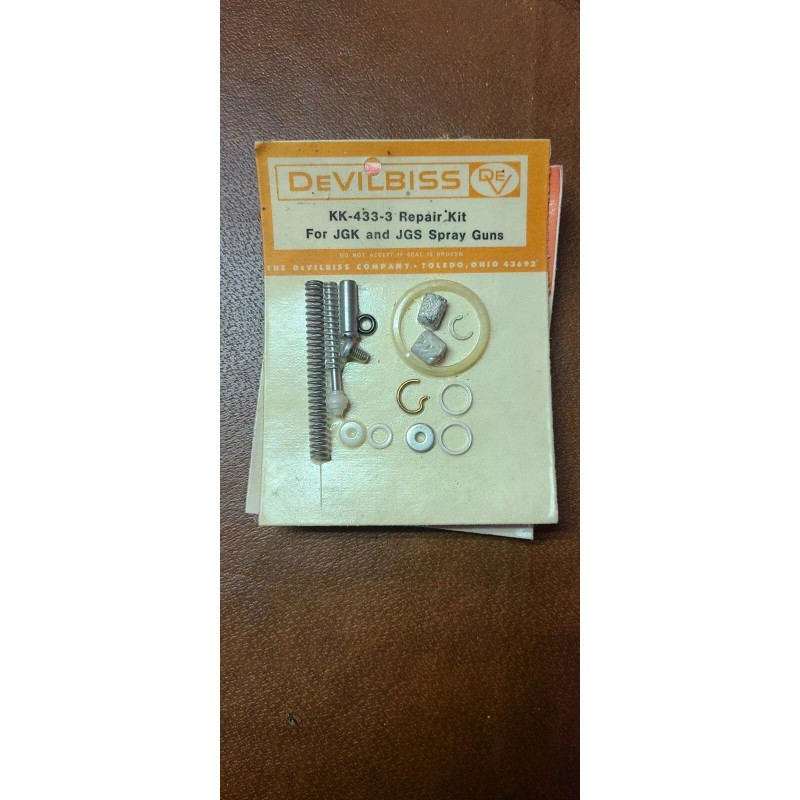 DEVILBISS DEV
KK-433-3 Repair Kit
For JGK and JGS Spray Guns
DO NOT ACCEPT IF SEAL IS BROKEN
THE DEVILBISS COMPANY • TOLEDO, OHIO 43692